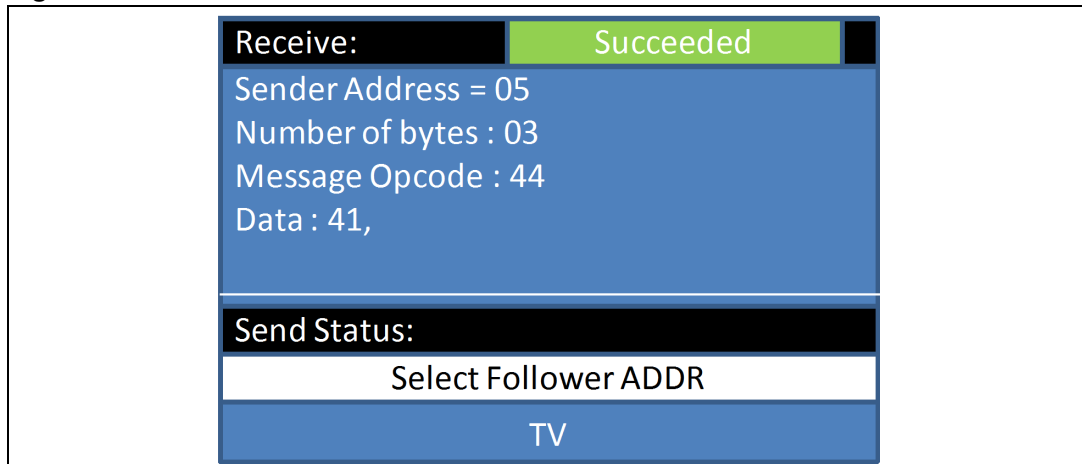 Receive: Succeeded
Sender Address = 05
Number of bytes : 03
Message Opcode : 44
Data : 41,
Send Status:
Select Follower ADDR
TV